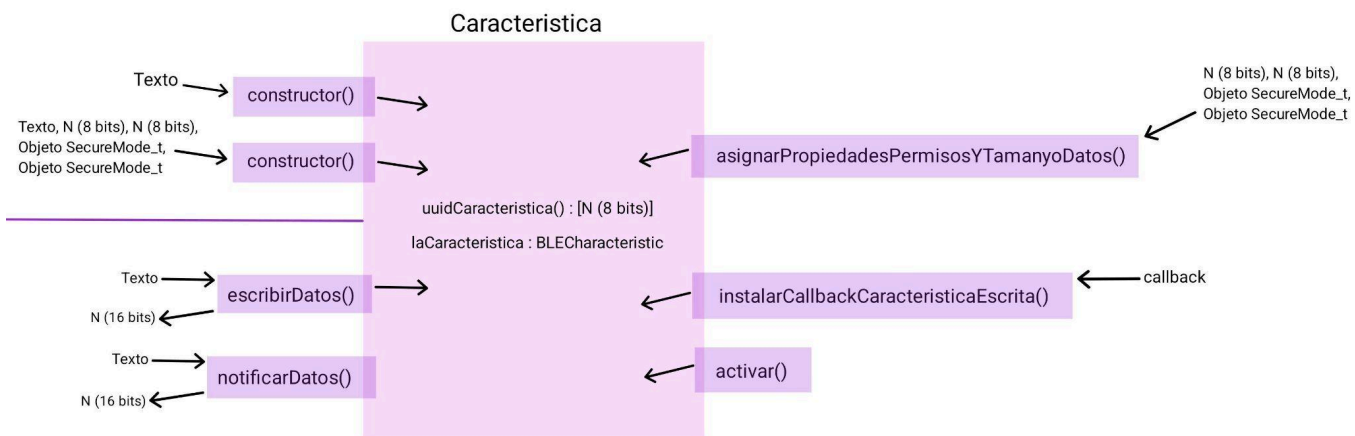 Caracteristica
Texto
constructor()
Texto, N (8 bits), N (8 bits),
Objeto SecureMode_t,
Objeto SecureMode_t
constructor()
N (8 bits), N (8 bits),
Objeto SecureMode_t,
Objeto SecureMode_t
asignarPropiedadesPermisosYTamanyoDatos()
uuidCaracteristica() : [N (8 bits)]
laCaracteristica : BLECharacteristic
Texto
escribirDatos()
N (16 bits)
callback
instalarCallbackCaracteristicaEscrita()
Texto
notificarDatos()
N (16 bits)
activar()